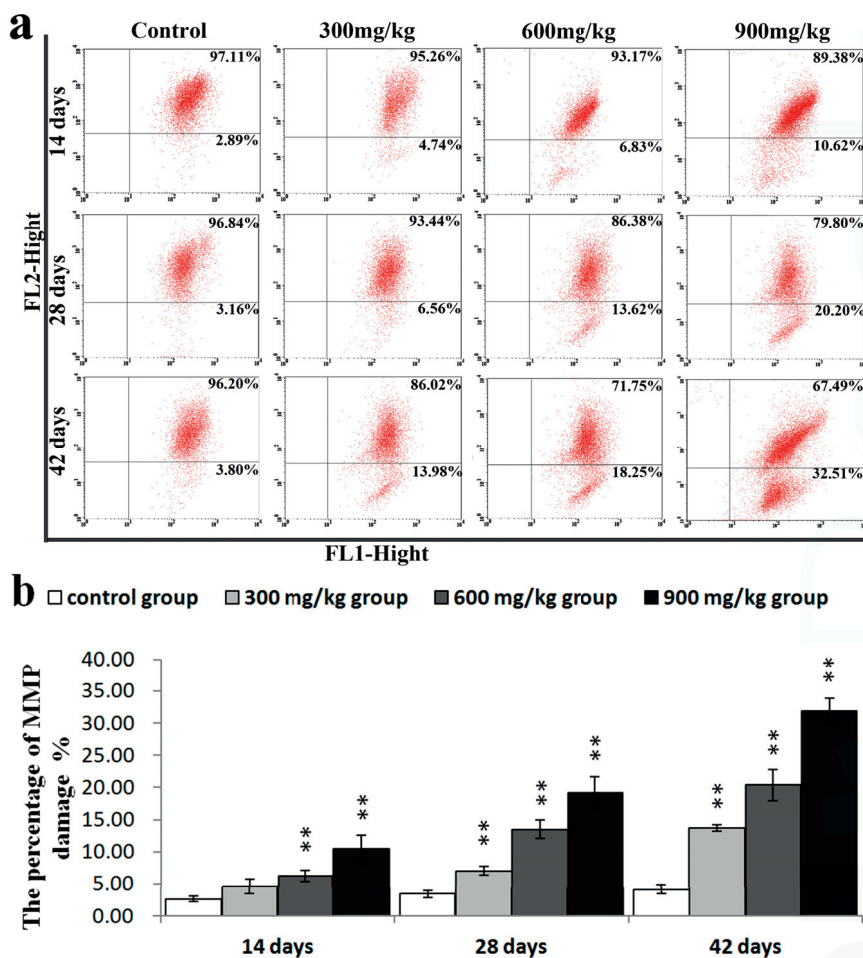 a
Control 300mg/kg 600mg/kg 900mg/kg
14 days
97.11% 95.26% 93.17% 89.38%
2.89% 4.74% 6.83% 10.62%
FL2-Hight
28 days
96.84% 93.44% 86.38% 79.80%
3.16% 6.56% 13.62% 20.20%
42 days
96.20% 86.02% 71.75% 67.49%
3.80% 13.98% 18.25% 32.51%
FL1-Hight
b
control group 300 mg/kg group 600 mg/kg group 900 mg/kg group
The percentage of MMP
damage %
40.00
35.00
30.00
25.00
20.00
15.00
10.00
5.00
0.00
** ** ** ** ** ** ** **
14 days 28 days 42 days